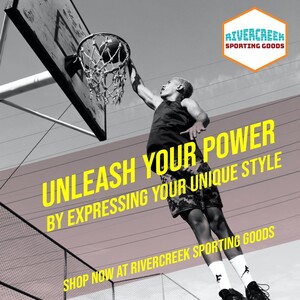 RIVERCREEK
SPORTING GOODS
UNLEASH YOUR POWER
BY EXPRESSING YOUR UNIQUE STYLE
SHOP NOW AT RIVERCREEK SPORTING GOODS